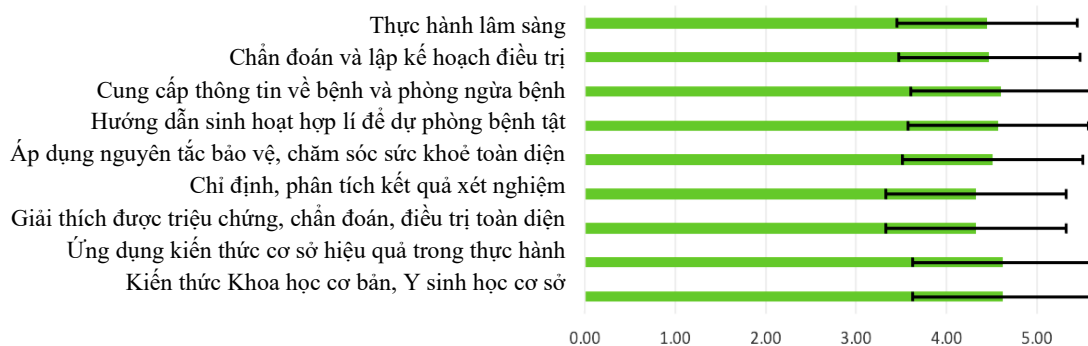 Thực hành lâm sàng
Chẩn đoán và lập kế hoạch điều trị
Cung cấp thông tin về bệnh và phòng ngừa bệnh
Hướng dẫn sinh hoạt hợp lí để dự phòng bệnh tật
Áp dụng nguyên tắc bảo vệ, chăm sóc sức khoẻ toàn diện
Chỉ định, phân tích kết quả xét nghiệm
Giải thích được triệu chứng, chẩn đoán, điều trị toàn diện
Ứng dụng kiến thức cơ sở hiệu quả trong thực hành
Kiến thức Khoa học cơ bản, Y sinh học cơ sở
0.00 1.00 2.00 3.00 4.00 5.00